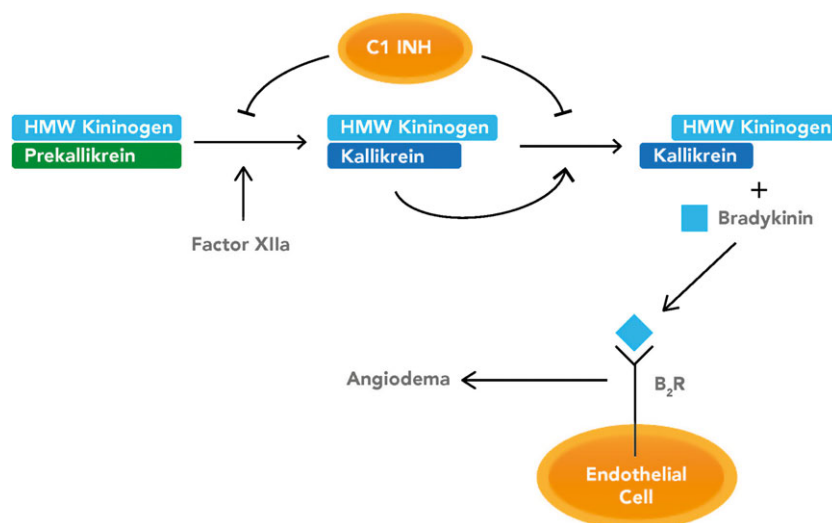 C1 INH
HMW Kininogen
Prekallikrein
HMW Kininogen
Kallikrein
HMW Kininogen
Kallikrein
+
Factor XIIa
Bradykinin
Angiodema
B₂R
Endothelial
Cell